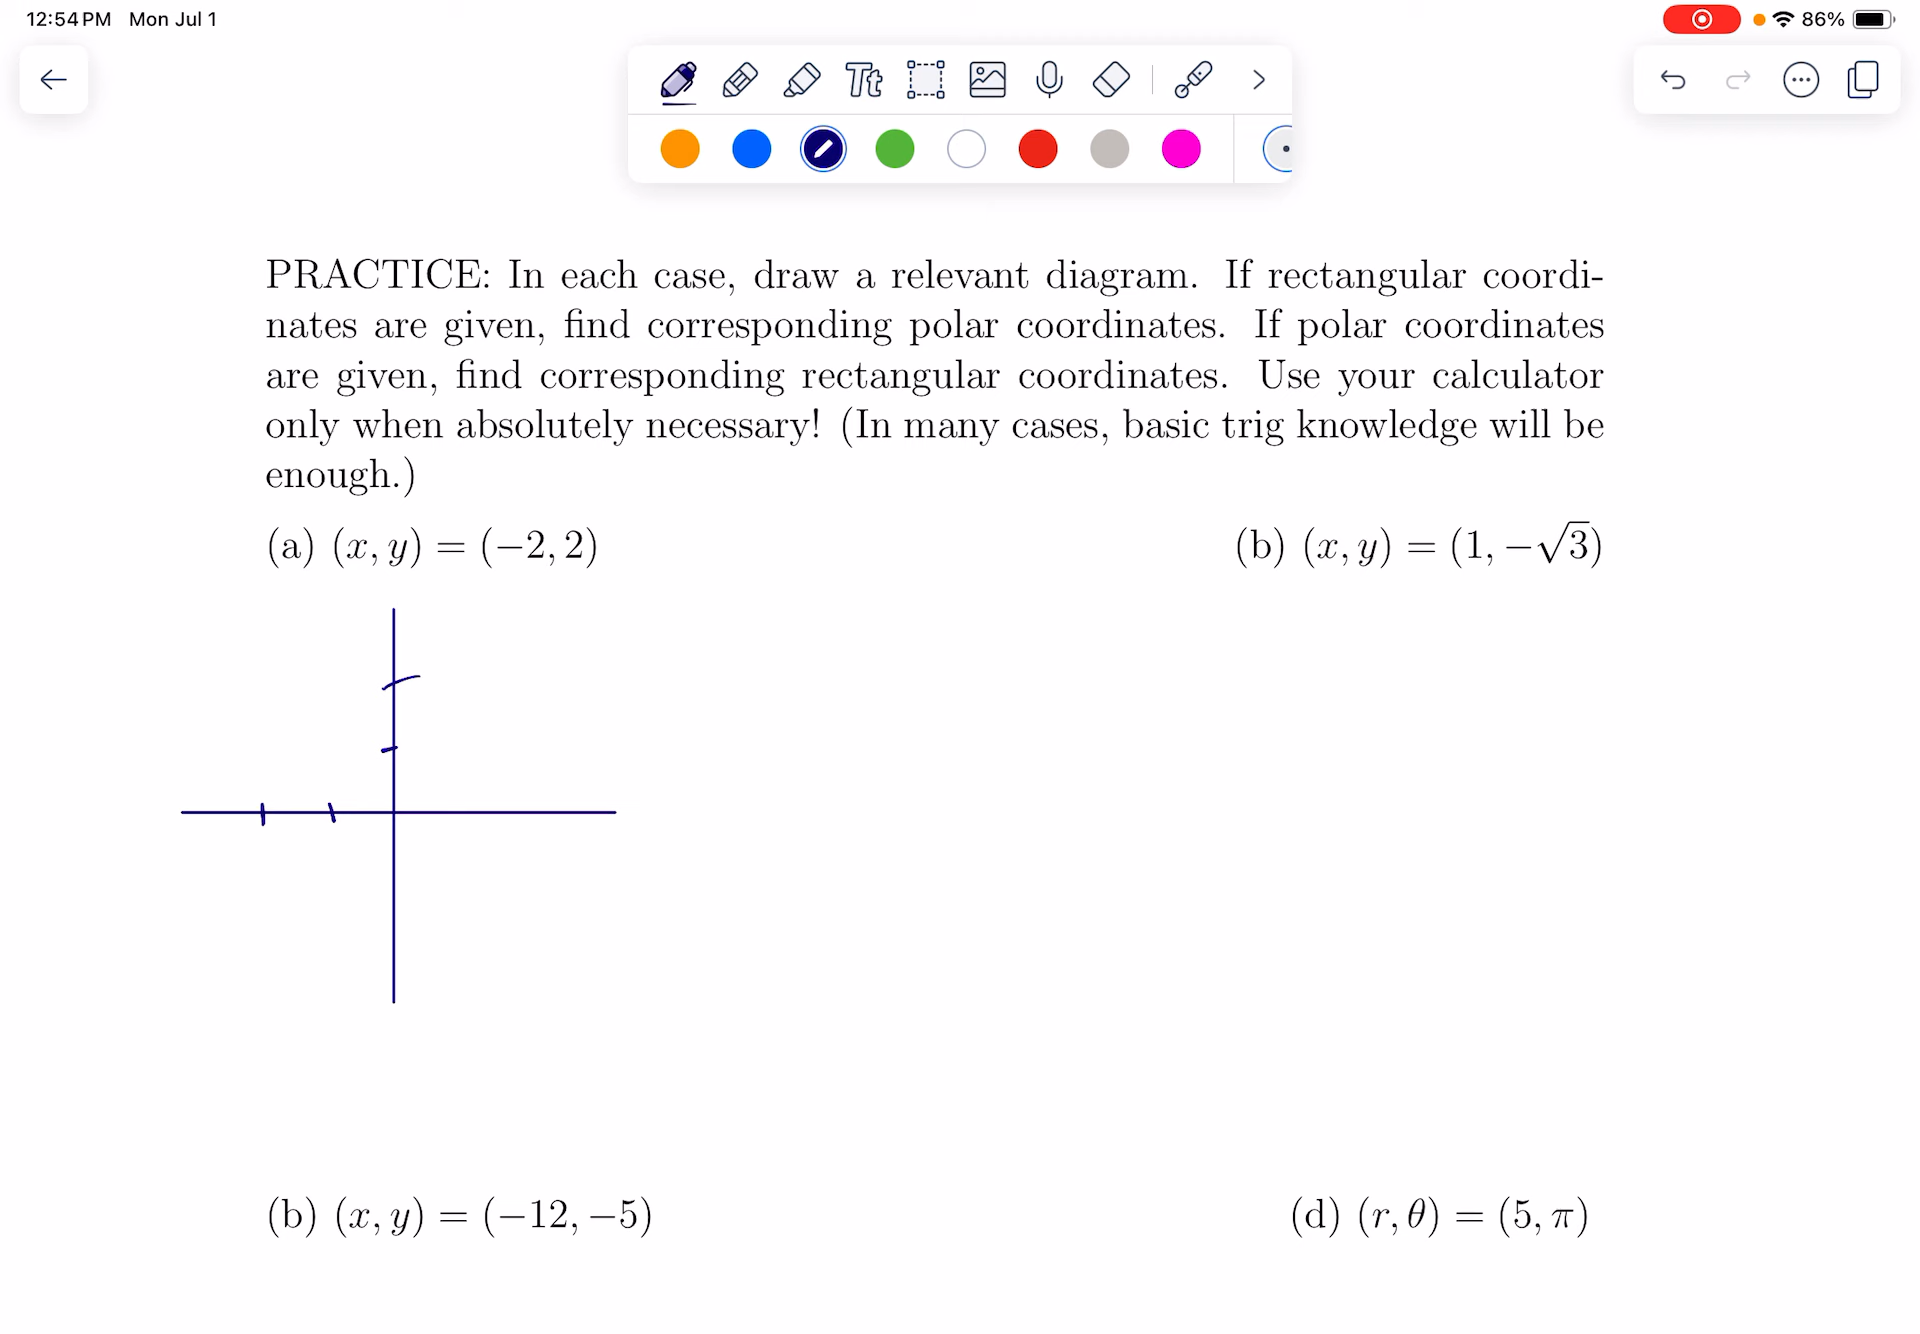 12:54 PM Mon Jul 1
86%
Tt
PRACTICE: In each case, draw a relevant diagram. If rectangular coordi-
nates are given, find corresponding polar coordinates. If polar coordinates
are given, find corresponding rectangular coordinates. Use your calculator
only when absolutely necessary! (In many cases, basic trig knowledge will be
enough.)
(a) (x, y) = (−2, 2)
(b) (x, y) = (1, −√3)
(b) (x, y) = (−12, −5)
(d) (r, θ) = (5, π)